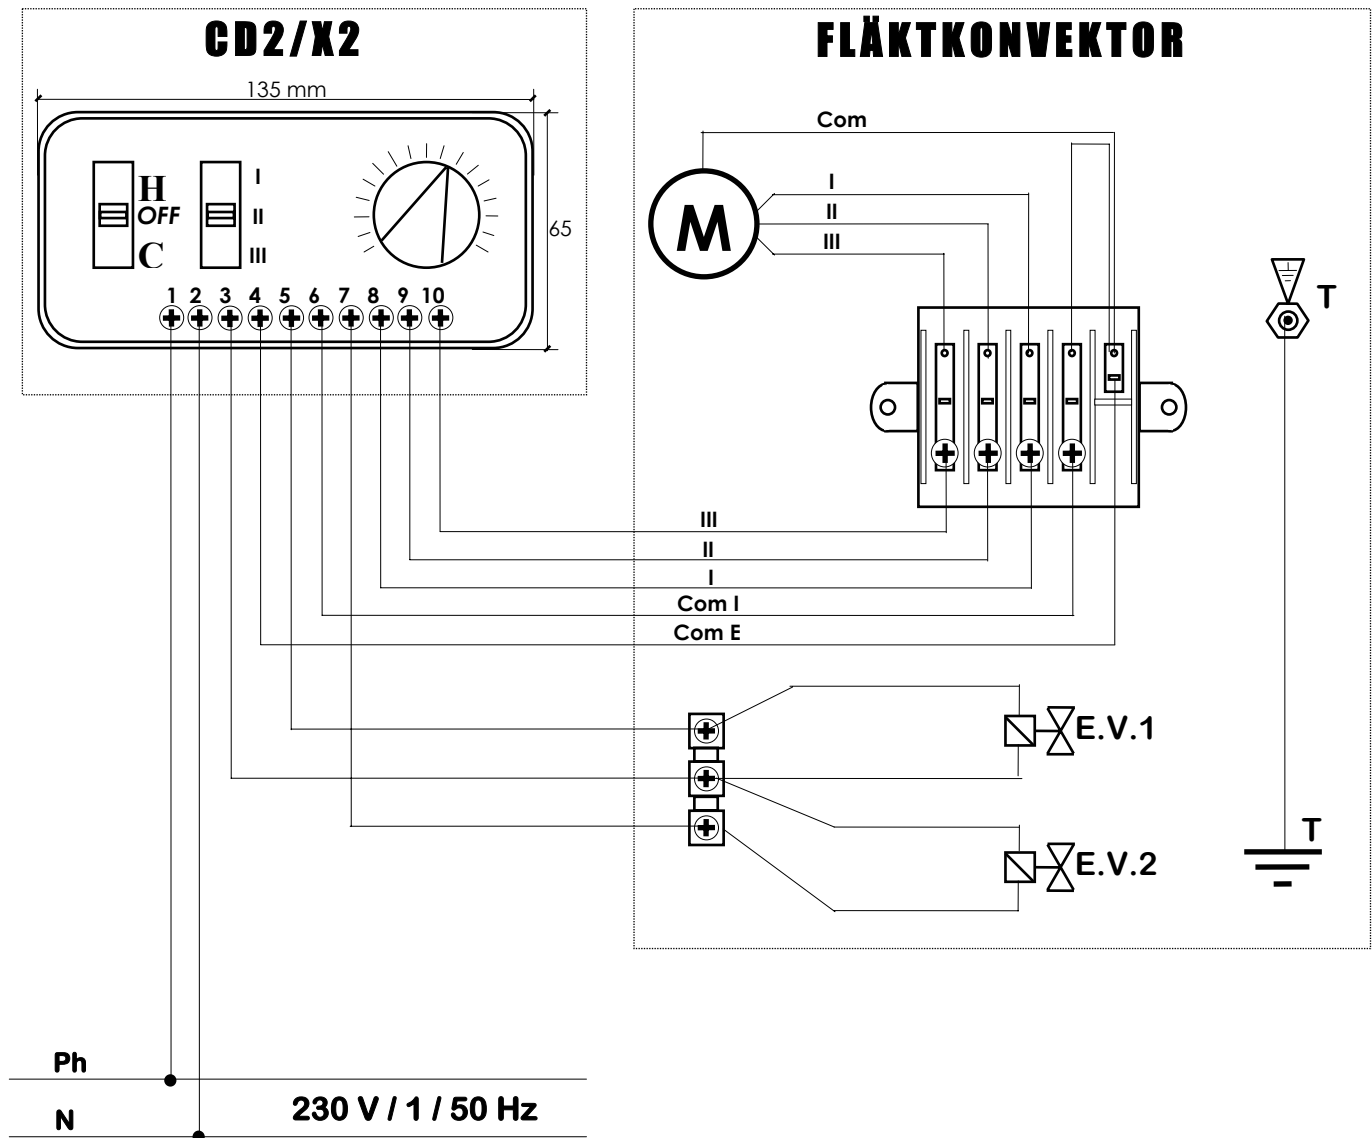 CD2/X2
135 mm
65
H
OFF
C
I
II
III
1 2 3 4 5 6 7 8 9 10
FLÄKTKONVEKTOR
Com
M
I
II
III
T
III
II
I
Com I
Com E
E.V.1
E.V.2
T
Ph
N
230 V / 1 / 50 Hz